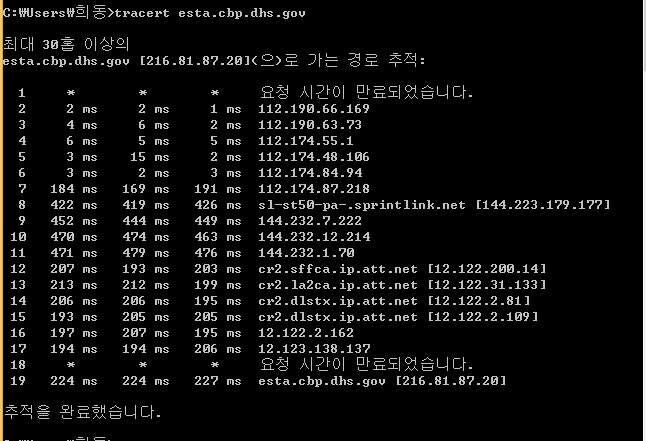 C:₩Users₩희동>tracert esta.cbp.dhs.gov
최대 30홉 이상의
esta.cbp.dhs.gov [216.81.87.20](으)로 가는 경로 추적:
1 * * * 요청 시간이 만료되었습니다.
2 2 ms 2 ms 1 ms 112.190.66.169
3 4 ms 6 ms 2 ms 112.190.63.73
4 6 ms 5 ms 5 ms 112.174.55.1
5 3 ms 15 ms 2 ms 112.174.48.106
6 3 ms 2 ms 3 ms 112.174.84.94
7 184 ms 169 ms 191 ms 112.174.87.218
8 422 ms 419 ms 426 ms sl-st50-pa-.sprintlink.net [144.223.179.177]
9 452 ms 444 ms 449 ms 144.232.7.222
10 470 ms 474 ms 463 ms 144.232.12.214
11 471 ms 479 ms 476 ms 144.232.1.70
12 207 ms 193 ms 203 ms cr2.sffca.ip.att.net [12.122.200.14]
13 213 ms 212 ms 199 ms cr2.la2ca.ip.att.net [12.122.31.133]
14 206 ms 206 ms 195 ms cr2.dlstx.ip.att.net [12.122.2.81]
15 193 ms 205 ms 205 ms cr2.dlstx.ip.att.net [12.122.2.109]
16 197 ms 207 ms 195 ms 12.122.2.162
17 194 ms 194 ms 206 ms 12.123.138.137
18 * * * 요청 시간이 만료되었습니다.
19 224 ms 224 ms 227 ms esta.cbp.dhs.gov [216.81.87.20]
추적을 완료했습니다.